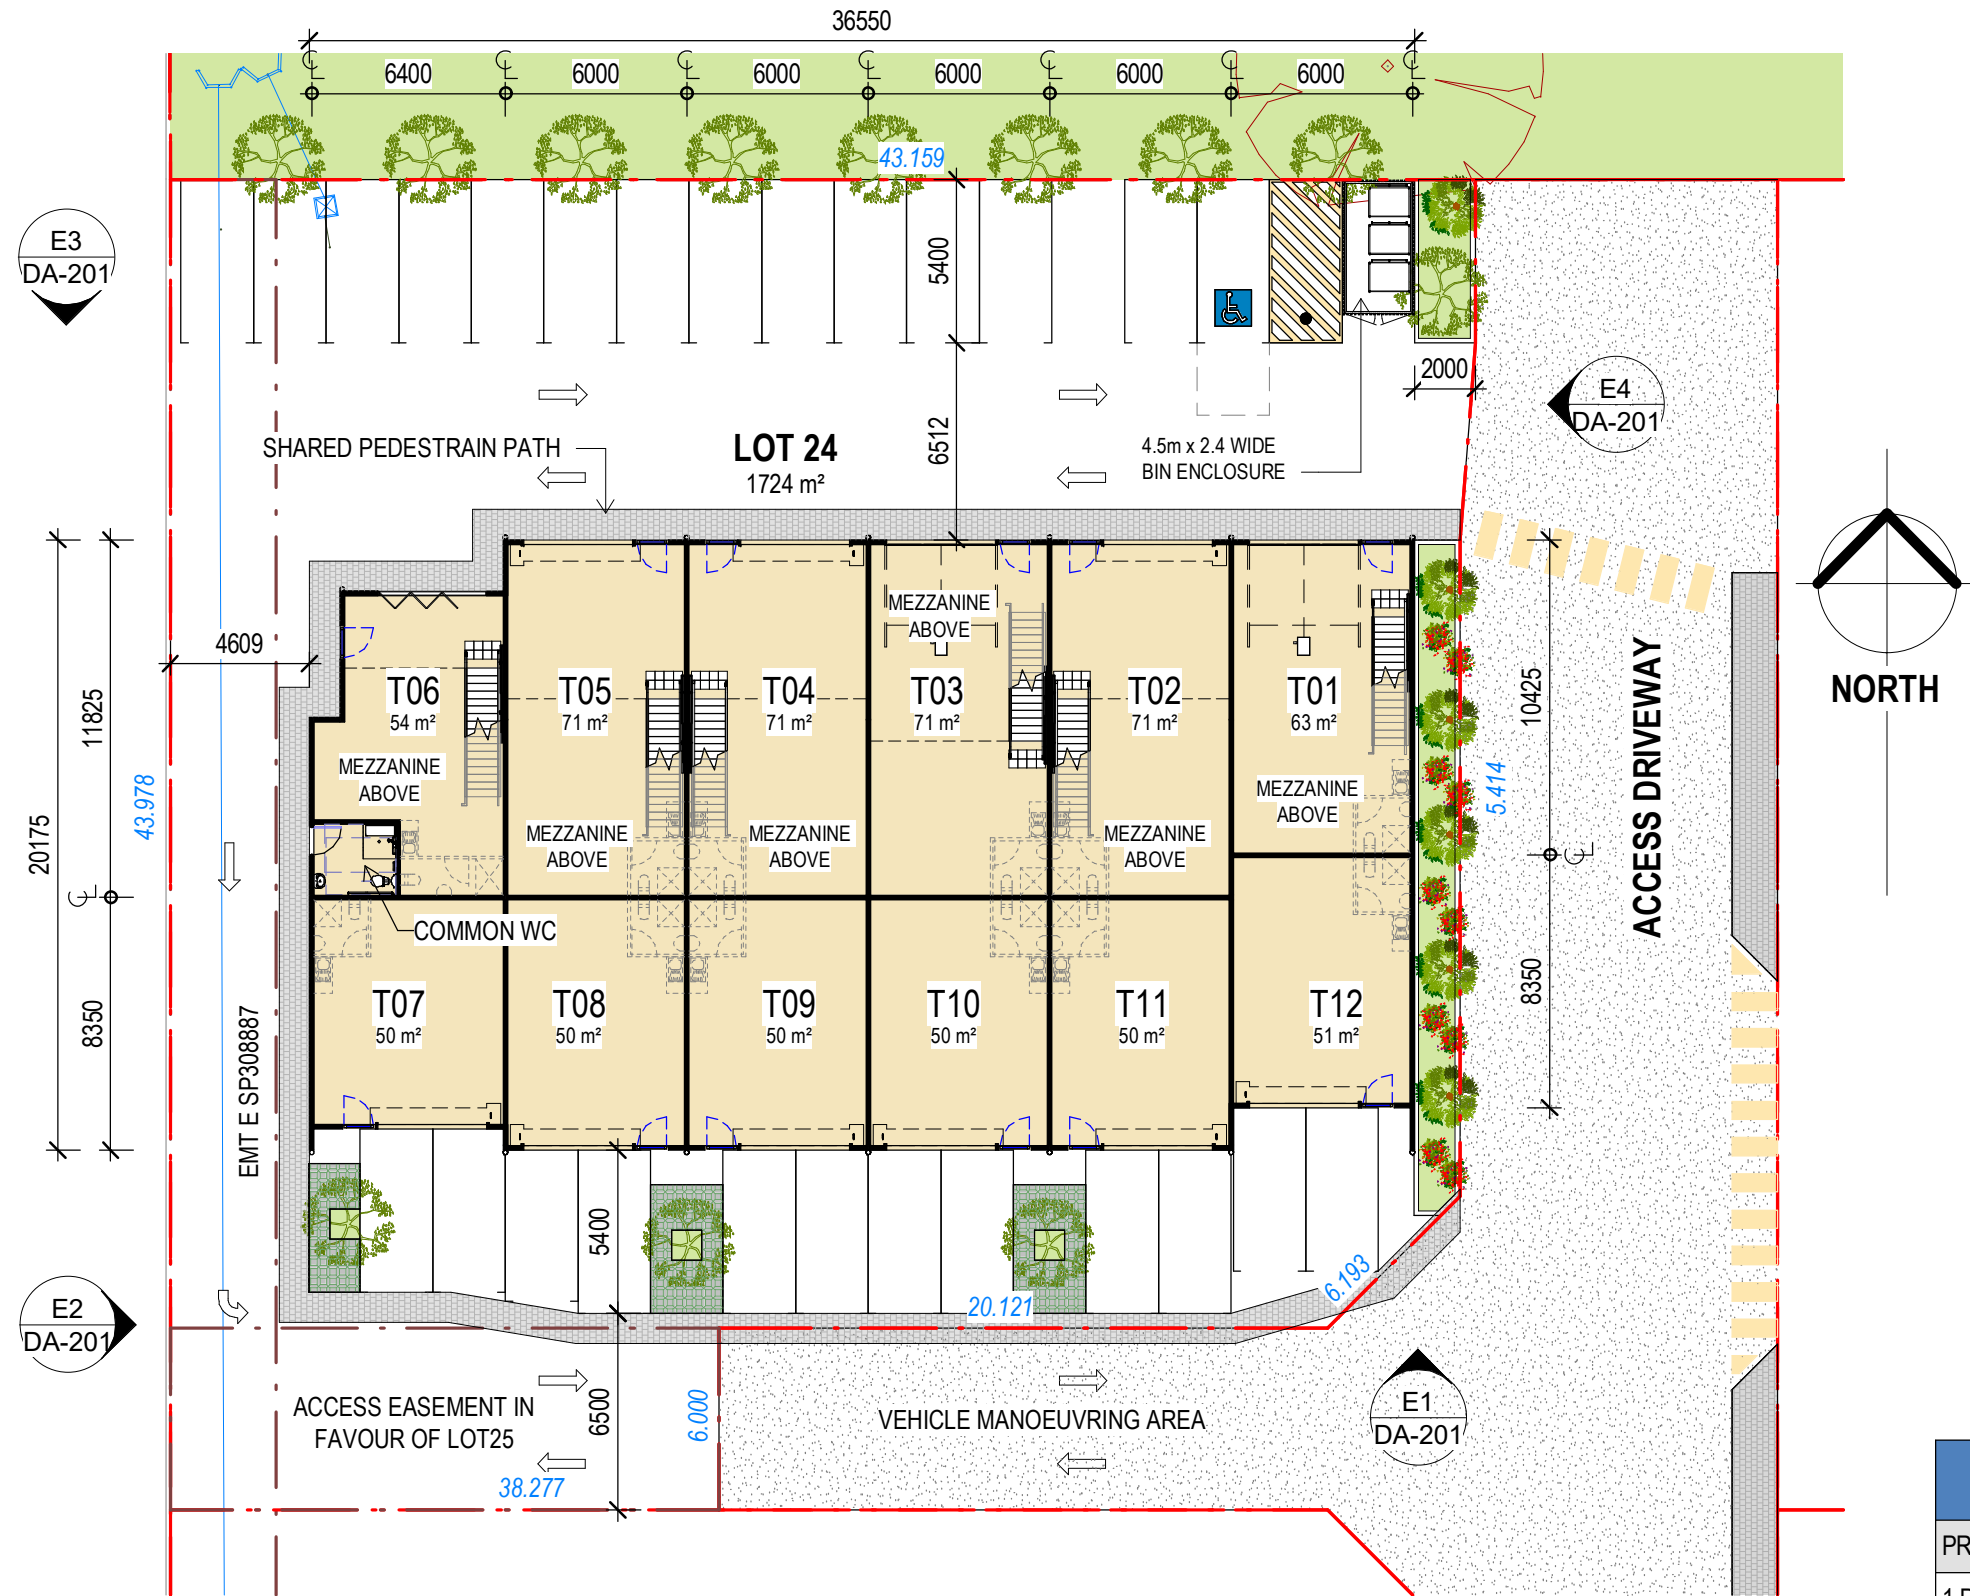 36550
6400
6000
6000
6000
6000
6000
43.159
E3
DA-201
5400
2000
E4
DA-201
SHARED PEDESTRAIN PATH
LOT 24
1724 m²
6512
4.5m x 2.4 WIDE
BIN ENCLOSURE
4609
MEZZANINE
ABOVE
T06
54 m²
T05
71 m²
T04
71 m²
T03
71 m²
T02
71 m²
T01
63 m²
NORTH
11825
10425
ACCESS DRIVEWAY
5.414
MEZZANINE
ABOVE
MEZZANINE
ABOVE
MEZZANINE
ABOVE
MEZZANINE
ABOVE
MEZZANINE
ABOVE
20175
43.978
COMMON WC
8350
8350
T07
50 m²
T08
50 m²
T09
50 m²
T10
50 m²
T11
50 m²
T12
51 m²
EMT E SP308887
5400
E2
DA-201
20.121
6.193
ACCESS EASEMENT IN
FAVOUR OF LOT25
6500
6.000
VEHICLE MANOEUVRING AREA
E1
DA-201
38.277
PR